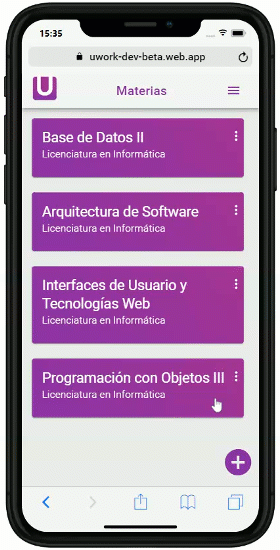 15:35
uwork-dev-beta.web.app
U
Materias
Base de Datos II
Licenciatura en Informática
Arquitectura de Software
Licenciatura en Informática
Interfaces de Usuario y
Tecnologías Web
Licenciatura en Informática
Programación con Objetos III
Licenciatura en Informática